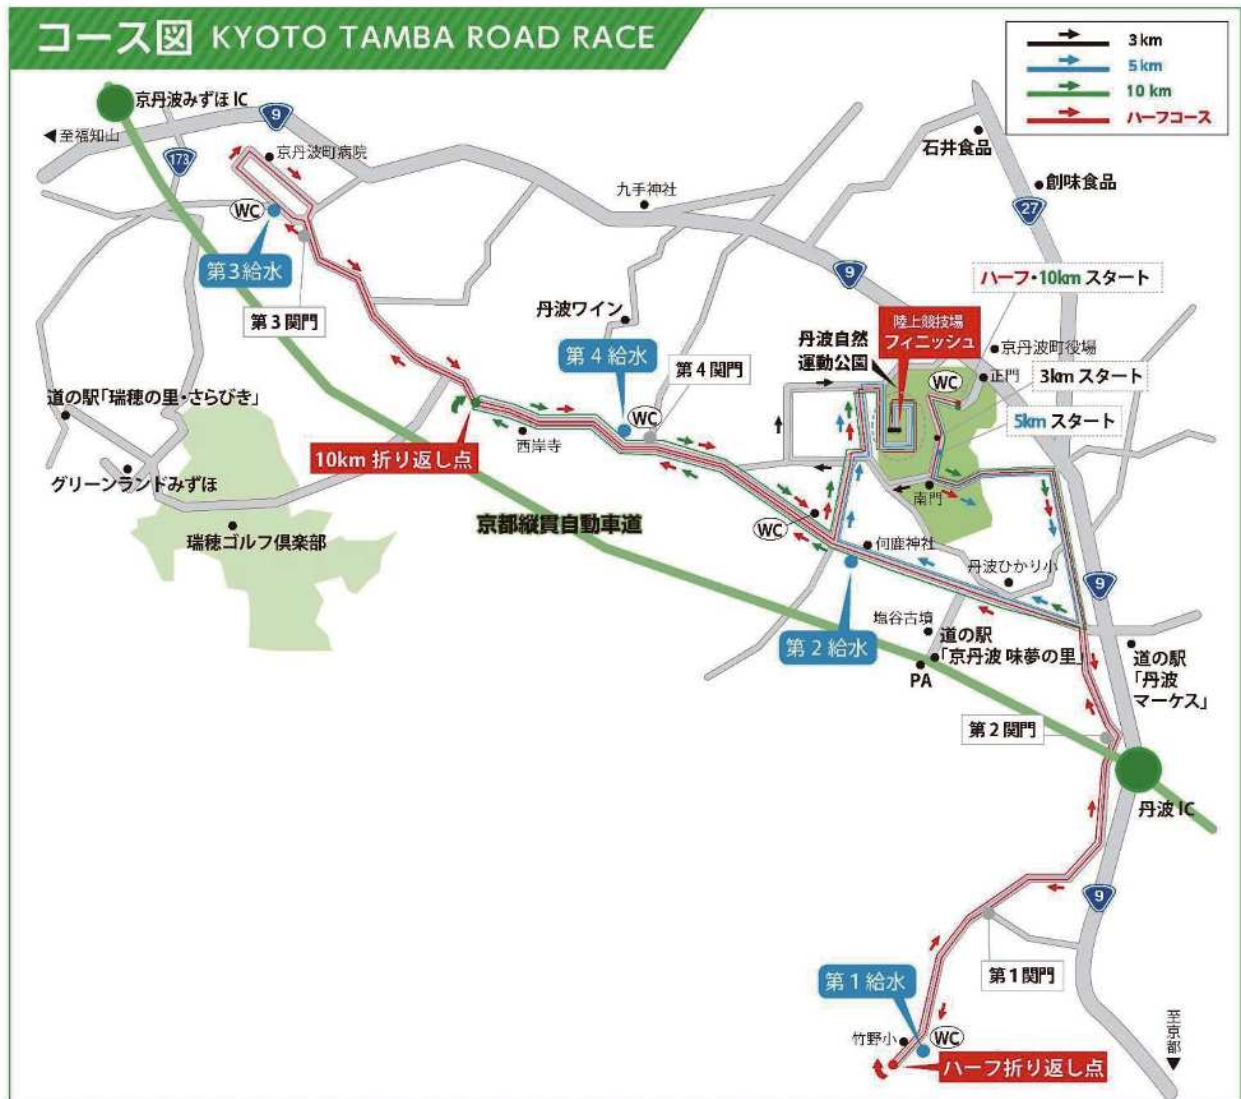 コース図 KYOTO TAMBA ROAD RACE
3km
5km
10 km
ハーフコース
京丹波みずほ IC
◀至福知山
9
173
京丹波町病院
WC
第3給水
第3関門
九手神社
石井食品
創味食品
27
9
ハーフ・10kmスタート
丹波ワイン
第4給水
WC
第4関門
丹波自然
運動公園
陸上競技場
フィニッシュ
京丹波町役場
WC
正門
3kmスタート
5kmスタート
道の駅「瑞穂の里・さらびき」
グリーンランドみずほ
瑞穂ゴルフ倶楽部
10km 折り返し点
西岸寺
京都縦貫自動車道
南門
WC
何鹿神社
丹波ひかり小
9
第2給水
塩谷古墳
道の駅
「京丹波 味夢の里」
PA
道の駅
「丹波
マーケス」
第2関門
丹波 IC
9
第1関門
第1給水
竹野小
WC
ハーフ折り返し点
至京都▼